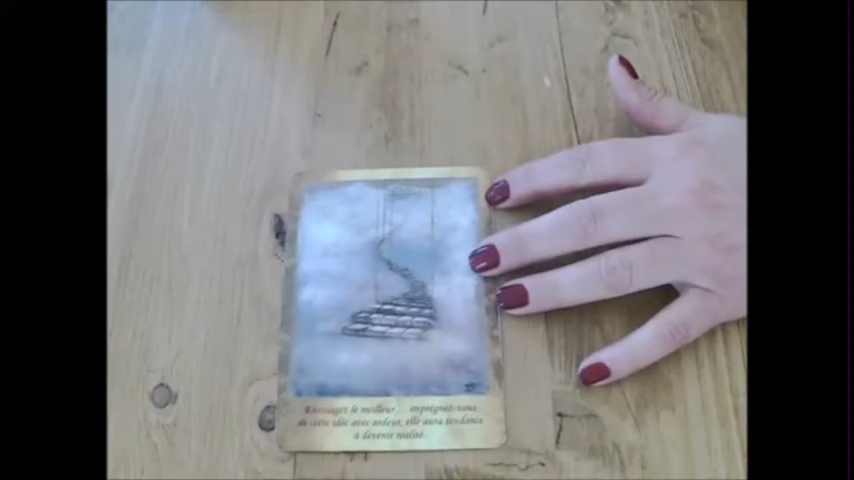 Envisagez le meilleur... imprégnez-vous
de cette idée avec ardeur, elle aura tendance
à devenir réalité.